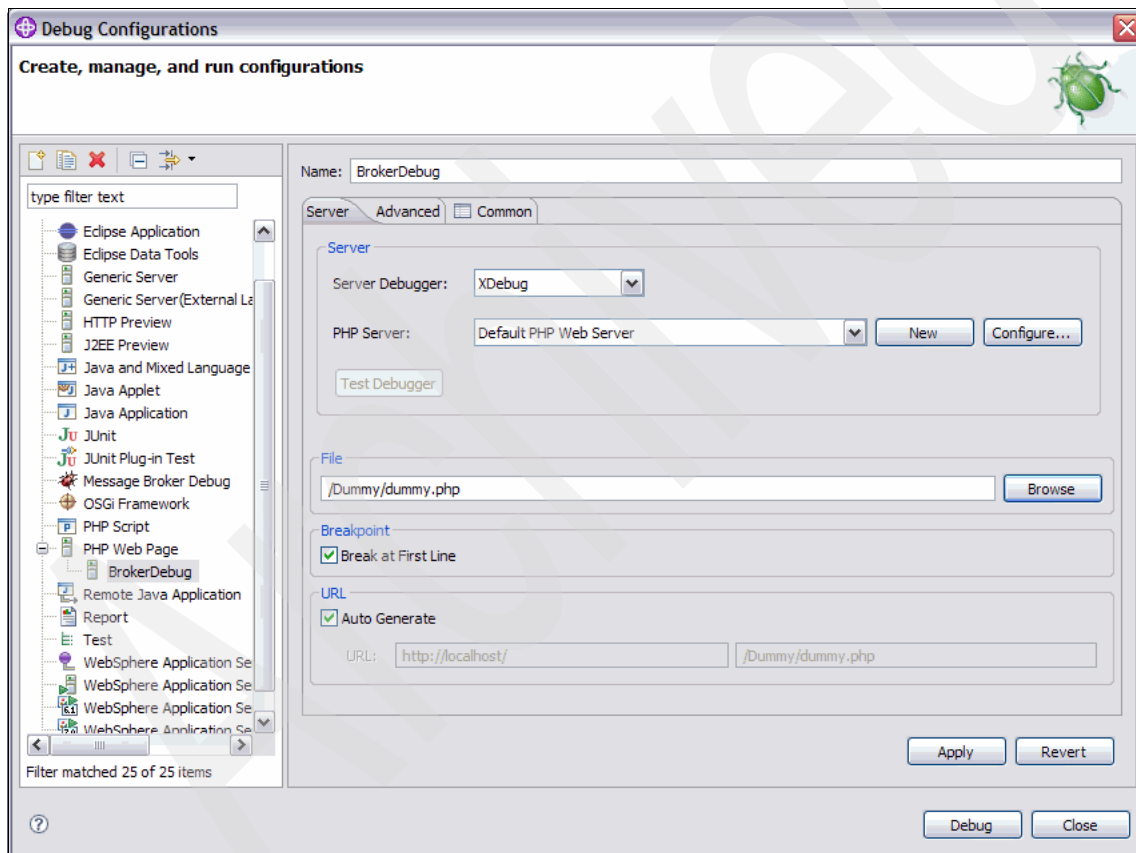 Debug Configurations
Create, manage, and run configurations
type filter text
Eclipse Application
Eclipse Data Tools
Generic Server
Generic Server(External La
HTTP Preview
J2EE Preview
Java and Mixed Language
Java Applet
Java Application
JUnit
JUnit Plug-in Test
Message Broker Debug
OSGi Framework
PHP Script
PHP Web Page
BrokerDebug
Remote Java Application
Report
Test
WebSphere Application Se
WebSphere Application Se
WebSphere Application Se
WebSphere Application Se
Filter matched 25 of 25 items
Name: BrokerDebug
Server Advanced Common
Server
Server Debugger: XDebug
PHP Server: Default PHP Web Server New Configure...
Test Debugger
File
/Dummy/dummy.php Browse
Breakpoint
Break at First Line
URL
Auto Generate
URL: http://localhost/ /Dummy/dummy.php
Apply Revert
Debug Close